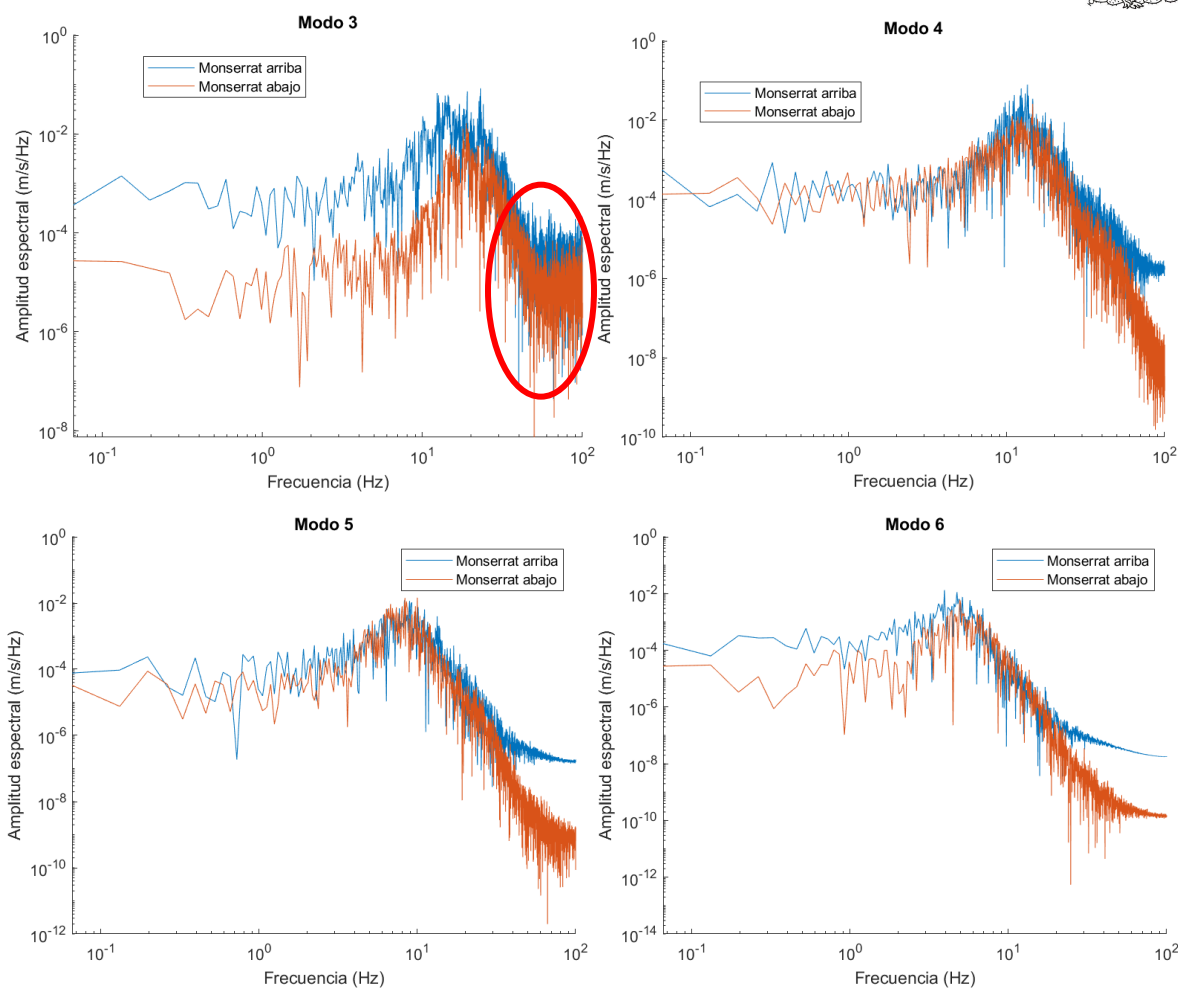 Modo 3
Monserrat arriba
Monserrat abajo
10^0
10^-2
10^-4
10^-6
10^-8
Amplitud espectral (m/s/Hz)
10^-1
10^0
10^1
10^2
Frecuencia (Hz)
Modo 4
Monserrat arriba
Monserrat abajo
10^0
10^-2
10^-4
10^-6
10^-8
10^-10
Amplitud espectral (m/s/Hz)
10^-1
10^0
10^1
10^2
Frecuencia (Hz)
Modo 5
Monserrat arriba
Monserrat abajo
10^0
10^-2
10^-4
10^-6
10^-8
10^-10
10^-12
Amplitud espectral (m/s/Hz)
10^-1
10^0
10^1
10^2
Frecuencia (Hz)
Modo 6
Monserrat arriba
Monserrat abajo
10^0
10^-2
10^-4
10^-6
10^-8
10^-10
10^-12
10^-14
Amplitud espectral (m/s/Hz)
10^-1
10^0
10^1
10^2
Frecuencia (Hz)